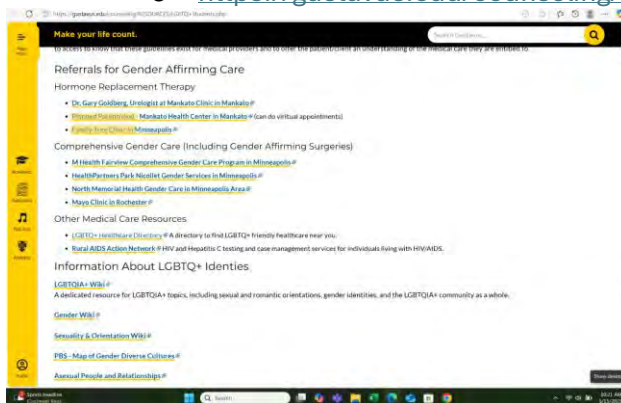 Make your life count.
to access to know that these guidelines exist for medical providers and to offer the patient/client an understanding of the medical care they are entitled to.
Referrals for Gender Affirming Care
Hormone Replacement Therapy
Dr. Gary Goldberg, Urologist at Mankato Clinic in Mankato
Planned Parenthood - Mankato Health Center in Mankato (can do virtual appointments)
Family Tree Clinic in Minneapolis
Comprehensive Gender Care (Including Gender Affirming Surgeries)
M Health Fairview Comprehensive Gender Care Program in Minneapolis
HealthPartners Park Nicollet Gender Services in Minneapolis
North Memorial Health Gender Care in Minneapolis Area
Mayo Clinic in Rochester
Other Medical Care Resources
LGBTQ+ Healthcare Directory A directory to find LGBTQ+ friendly healthcare near you.
Rural AIDS Action Network HIV and Hepatitis C testing and case management services for individuals living with HIV/AIDS.
Information About LGBTQ+ Identies
LGBTQIA+ Wiki
A dedicated resource for LGBTQIA+ topics, including sexual and romantic orientations, gender identities, and the LGBTQIA+ community as a whole.
Gender Wiki
Sexuality & Orientation Wiki
PBS - Map of Gender Diverse Cultures
Asexual People and Relationships
Sports headline
Search